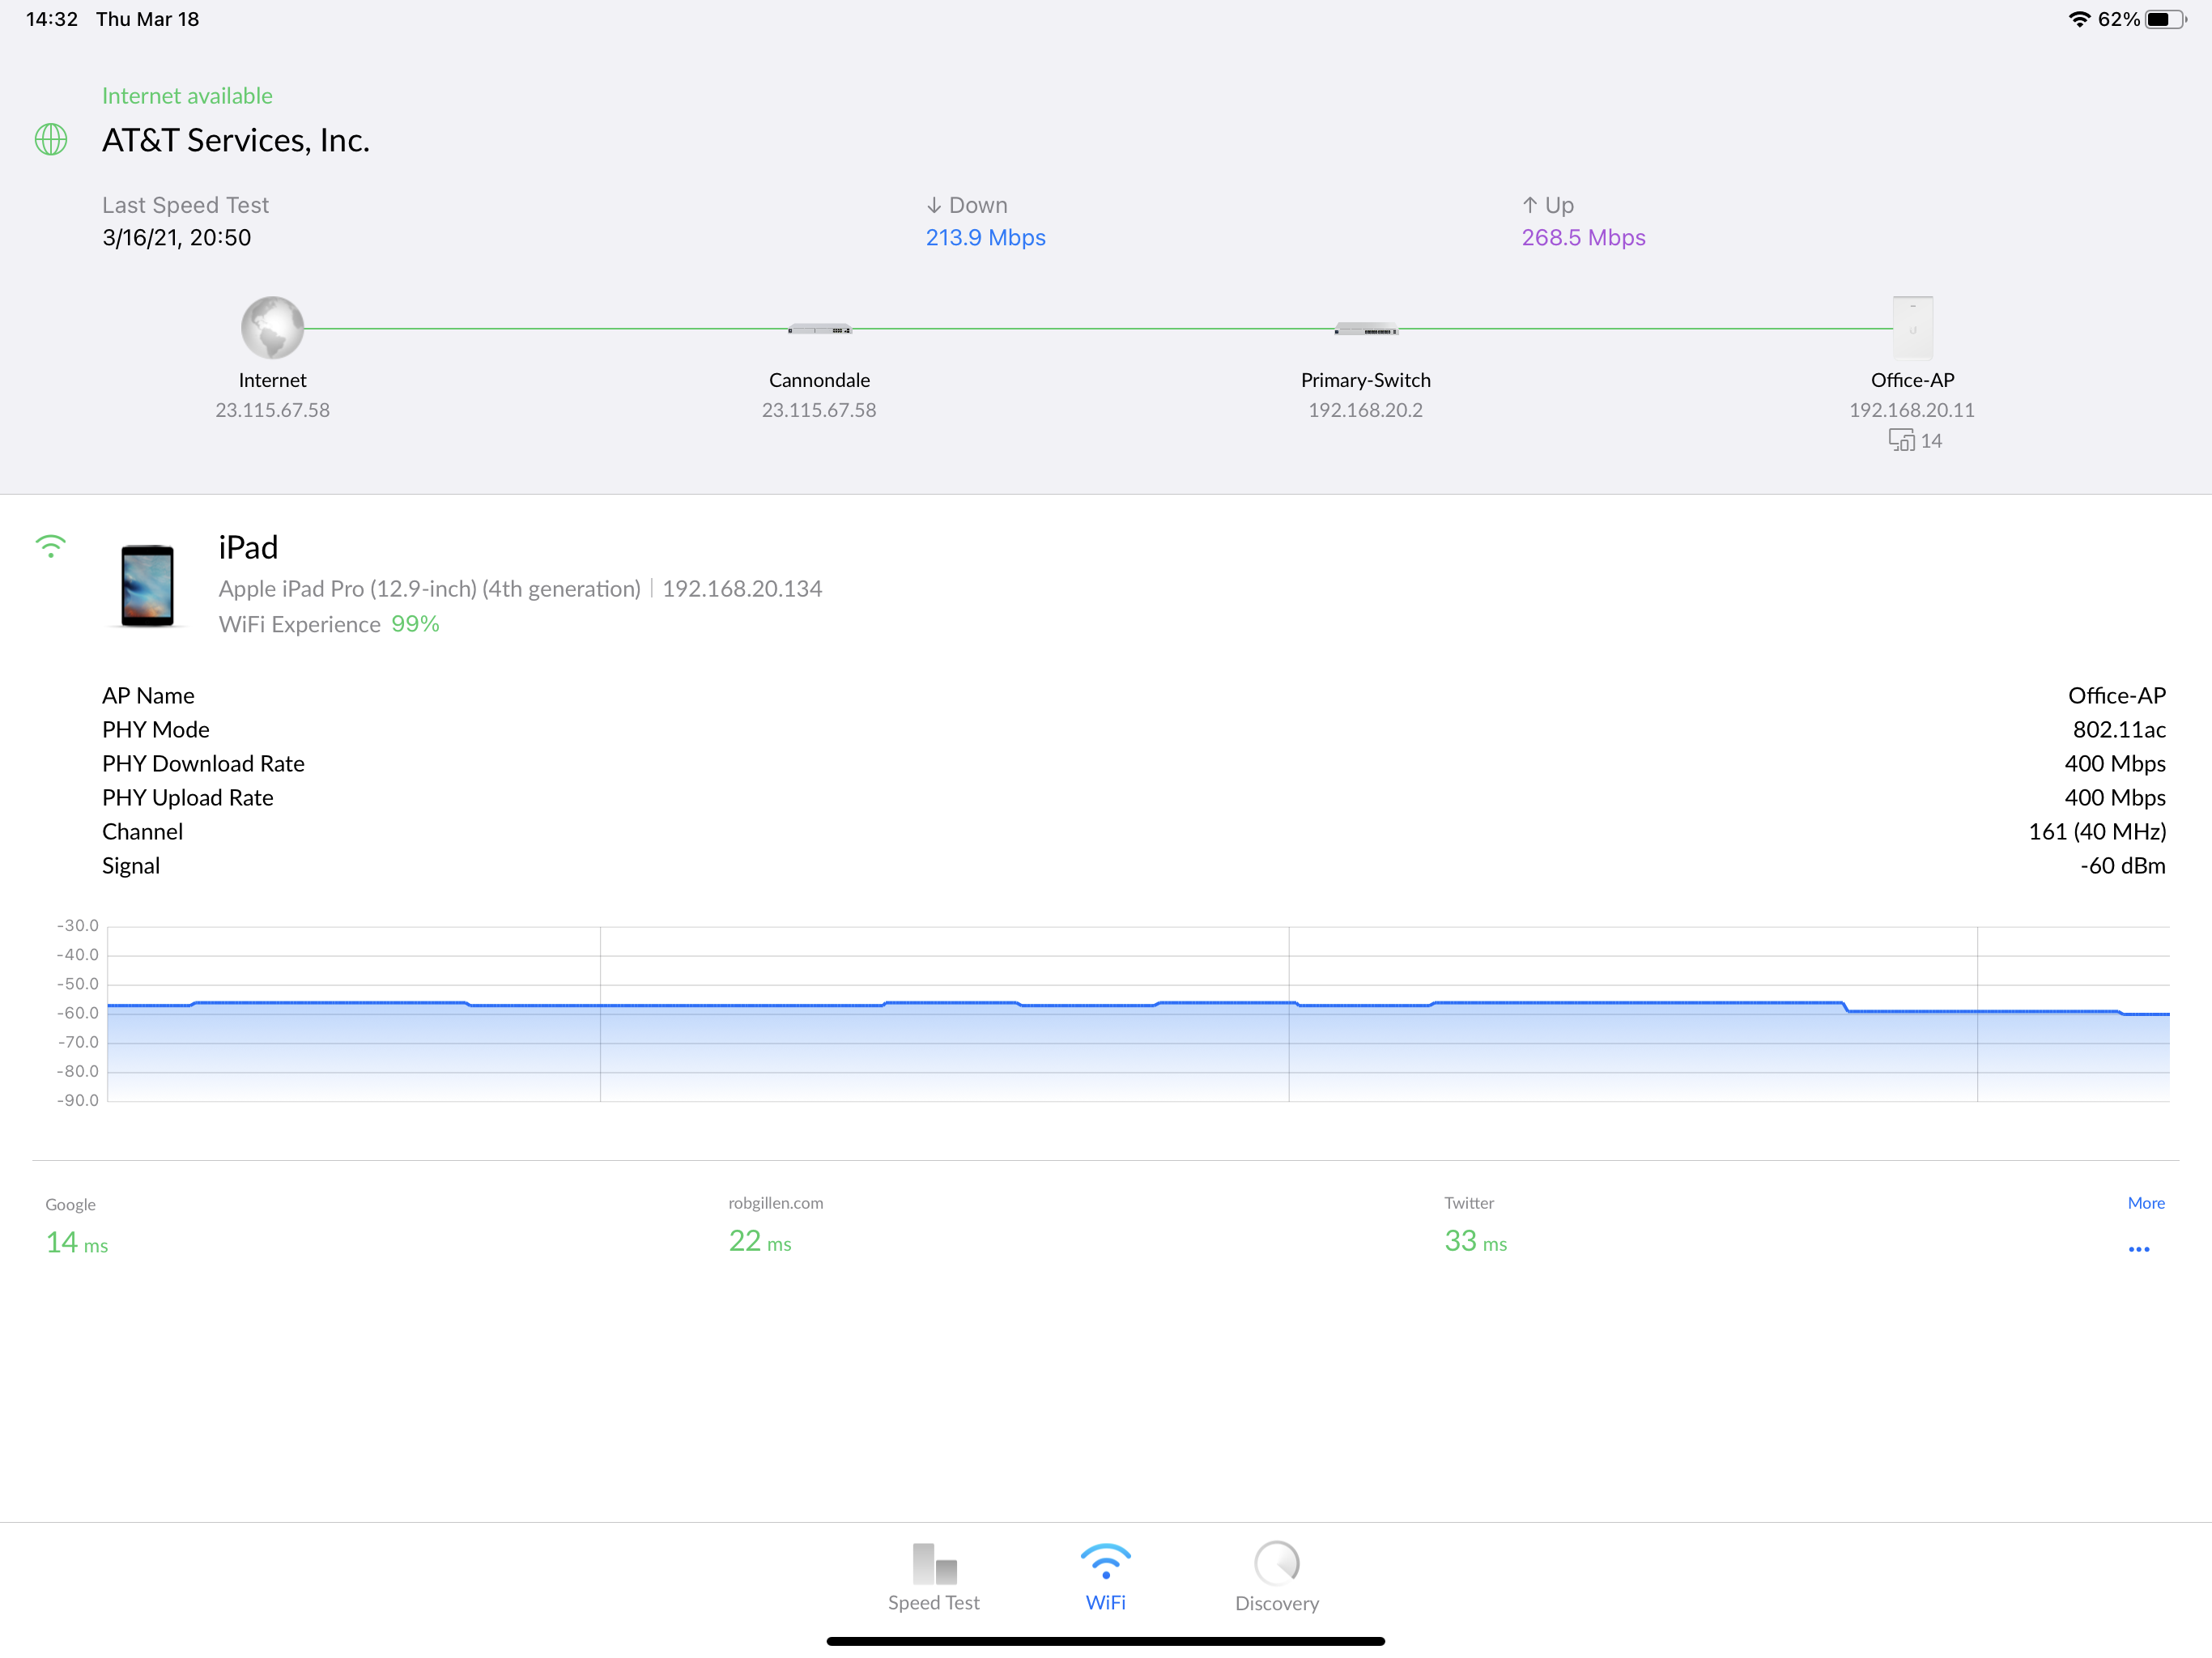 14:32 Thu Mar 18 62%
Internet available
AT&T Services, Inc.
Last Speed Test ↓ Down ↑ Up
3/16/21, 20:50 213.9 Mbps 268.5 Mbps
Internet Cannondale Primary-Switch Office-AP
23.115.67.58 23.115.67.58 192.168.20.2 192.168.20.11
14
iPad
Apple iPad Pro (12.9-inch) (4th generation) | 192.168.20.134
WiFi Experience 99%
AP Name Office-AP
PHY Mode 802.11ac
PHY Download Rate 400 Mbps
PHY Upload Rate 400 Mbps
Channel 161 (40 MHz)
Signal -60 dBm
-30.0
-40.0
-50.0
-60.0
-70.0
-80.0
-90.0
Google robgillen.com Twitter More
14 ms 22 ms 33 ms ...
Speed Test WiFi Discovery